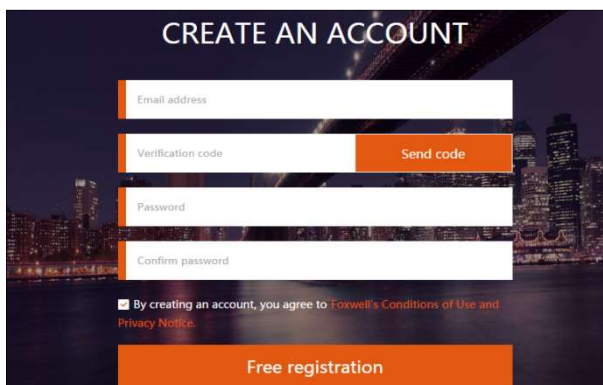 CREATE AN ACCOUNT
Email address
Verification code
Send code
Password
Confirm password
By creating an account, you agree to Foxwell's Conditions of Use and
Privacy Notice.
Free registration